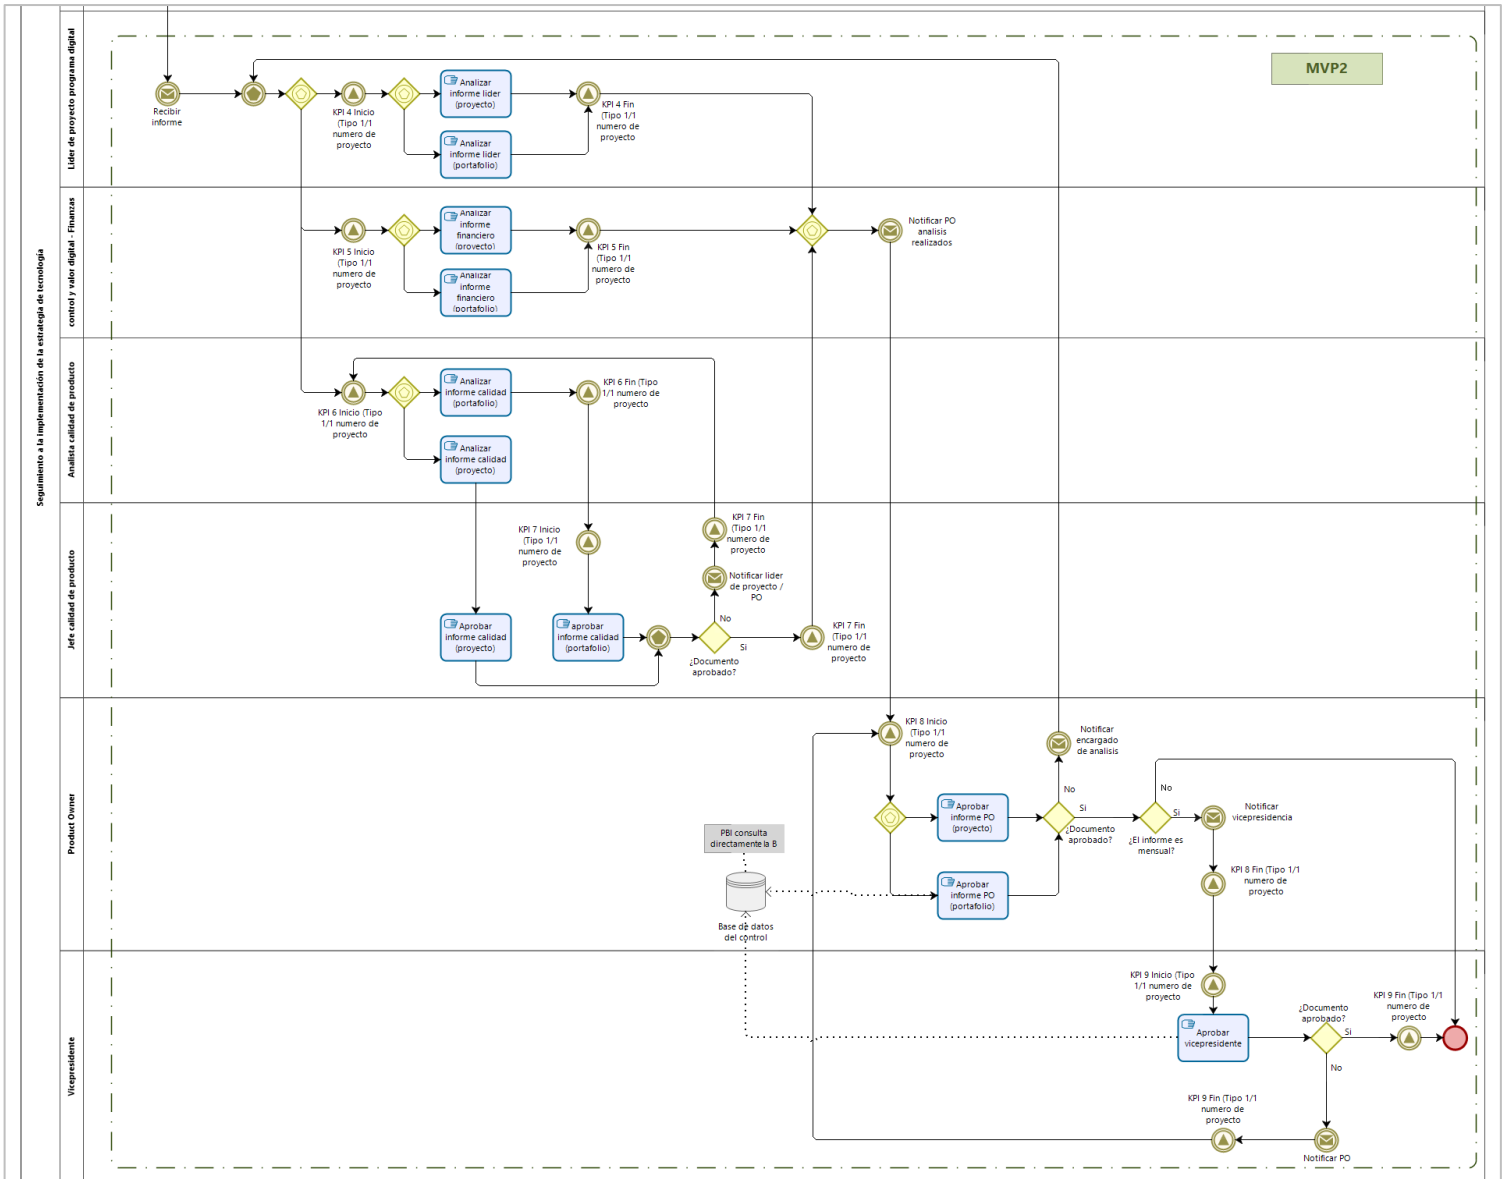 Seguimiento a la implementación de la estrategia de tecnología
Lider de proyecto programa digital
MVP2
Recibir
informe
KPI 4 Inicio
(Tipo 1/1
numero de
proyecto
Analizar
informe lider
(proyecto)
Analizar
informe lider
(portafolio)
KPI 4 Fin
(Tipo 1/1
numero de
proyecto
control y valor digital - Finanzas
KPI 5 Inicio
(Tipo 1/1
numero de
proyecto
Analizar
informe
financiero
(proyecto)
Analizar
informe
financiero
(portafolio)
KPI 5 Fin
(Tipo 1/1
numero de
proyecto
Notificar PO
analisis
realizados
Analista calidad de producto
KPI 6 Inicio (Tipo
1/1 numero de
proyecto
Analizar
informe calidad
(portafolio)
Analizar
informe calidad
(proyecto)
KPI 6 Fin (Tipo
1/1 numero de
proyecto
Jefe calidad de producto
KPI 7 Inicio
(Tipo 1/1
numero de
proyecto
KPI 7 Fin
(Tipo 1/1
numero de
proyecto
Notificar lider
de proyecto /
PO
Aprobar
informe calidad
(proyecto)
aprobar
informe calidad
(portafolio)
No
Si
¿Documento
aprobado?
KPI 7 Fin
(Tipo 1/1
numero de
proyecto
Product Owner
KPI 8 Inicio
(Tipo 1/1
numero de
proyecto
Notificar
encargado
de analisis
Aprobar
informe PO
(proyecto)
Aprobar
informe PO
(portafolio)
No
Si
¿Documento
aprobado?
No
Si
¿El informe es
mensual?
Notificar
vicepresidencia
KPI 8 Fin (Tipo 1/1
numero de
proyecto
PBI consulta
directamente la B
Base de datos
del control
Vicepresidente
KPI 9 Inicio (Tipo
1/1 numero de
proyecto
Aprobar
vicepresidente
¿Documento
aprobado?
Si
No
KPI 9 Fin (Tipo 1/1
numero de
proyecto
KPI 9 Fin (Tipo 1/1
numero de
proyecto
Notificar PO